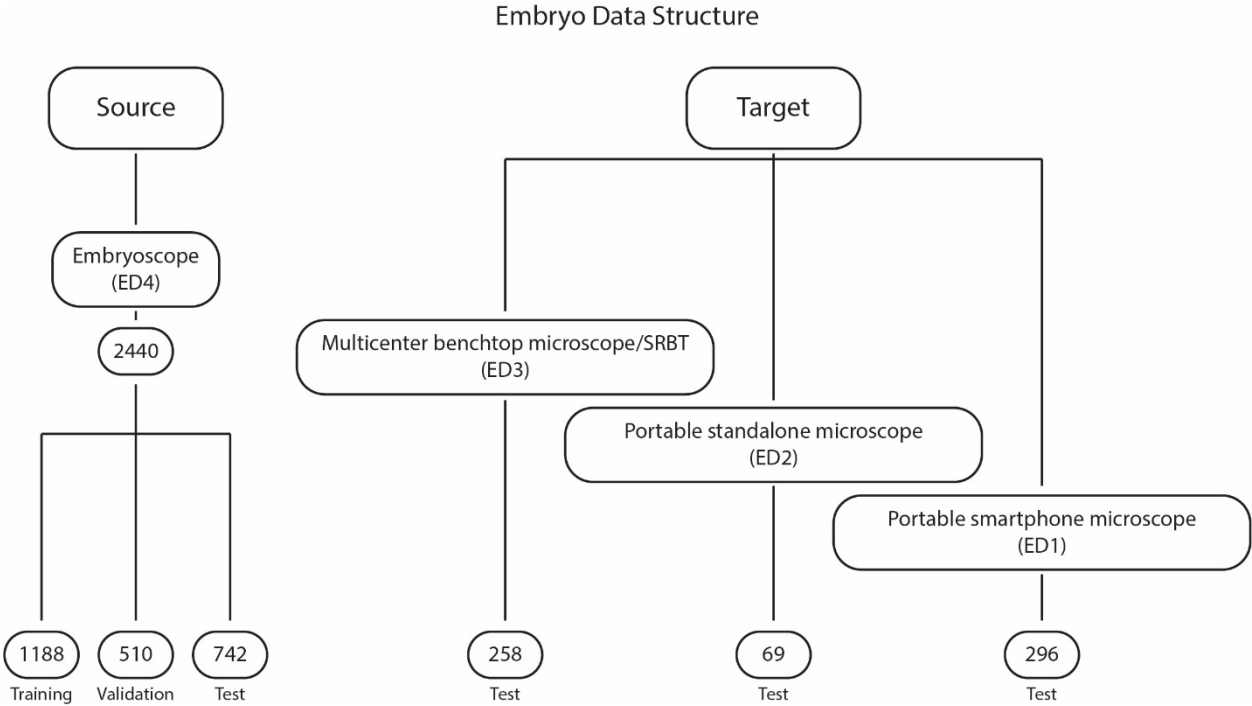 Embryo Data Structure
Source
Target
Embryoscope
(ED4)
2440
Multicenter benchtop microscope/SRBT
(ED3)
Portable standalone microscope
(ED2)
Portable smartphone microscope
(ED1)
1188
510
742
258
69
296
Training
Validation
Test
Test
Test
Test